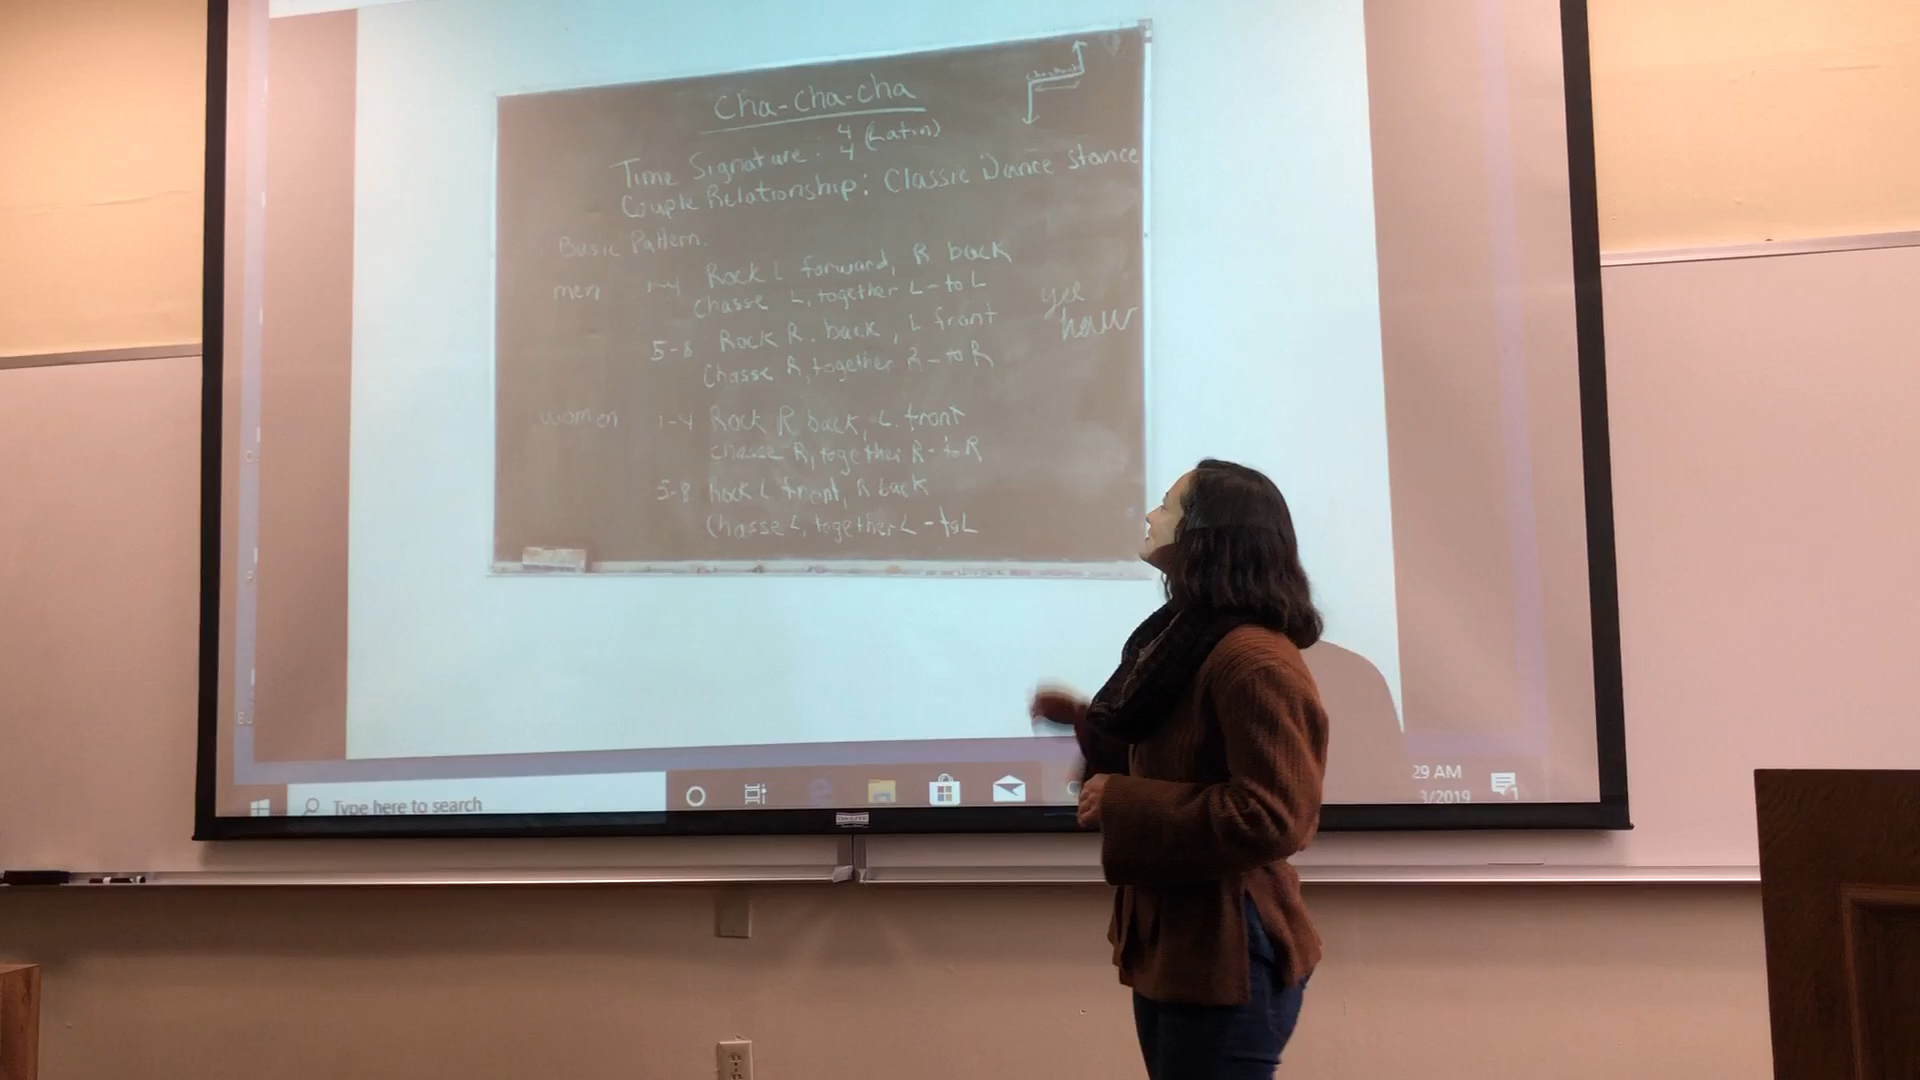 Cha-Cha-Cha
Time Signature: 4/4 (Latin)
Couple Relationship: Classic Dance stance
Basic Pattern.
men 1-4 Rock L forward, R back
chasse L, together L - to L
5-8 Rock R. back, L front
Chasse R, together R - to R
yee
haw
women 1-4 Rock R back, L. front
chasse R, together R - to R
5-8 Rock L front, R back
Chasse L, together L - to L
Type here to search
29 AM
3/2019
1